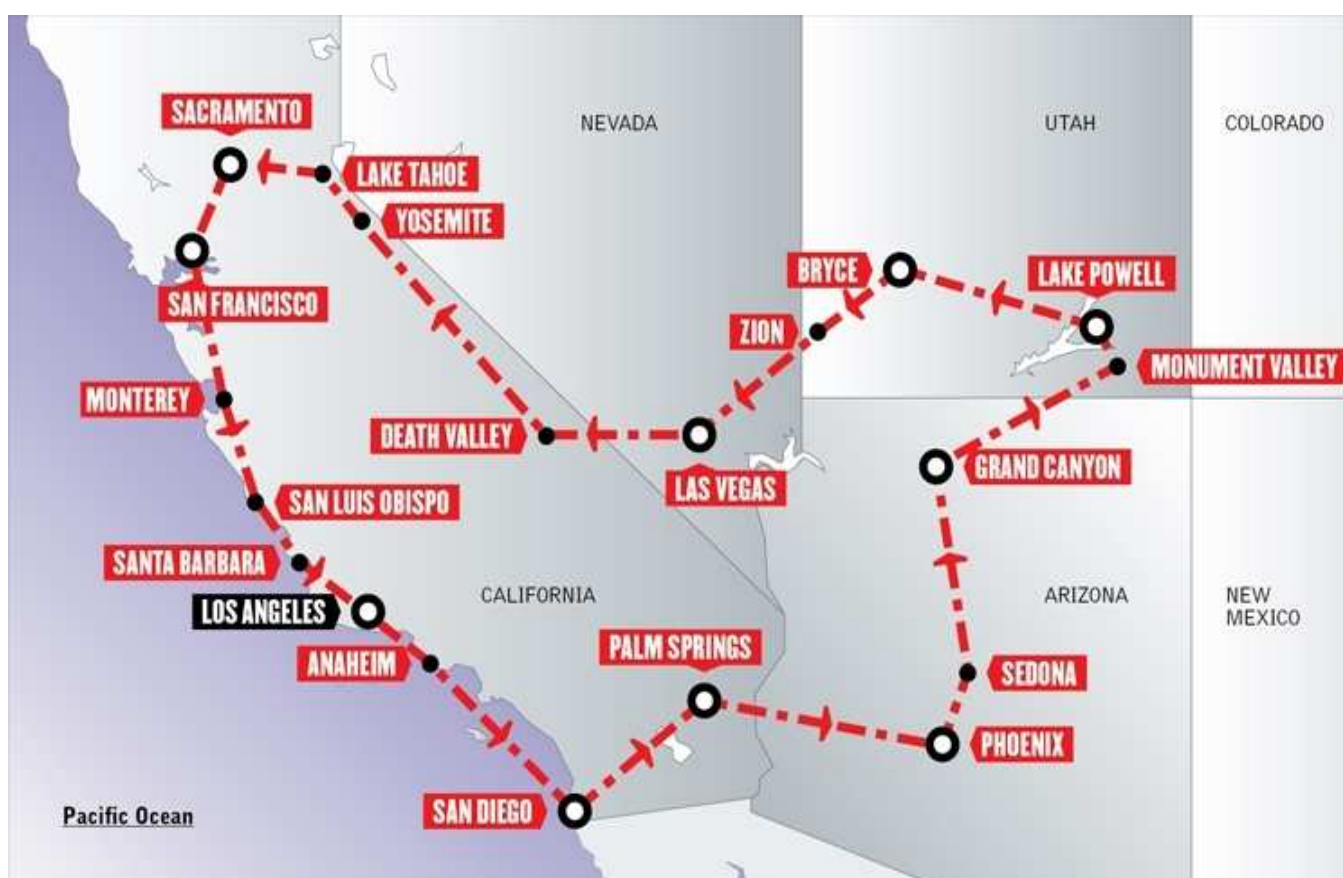 SACRAMENTO
NEVADA
UTAH
COLORADO
LAKE TAHOE
YOSEMITE
BRYCE
LAKE POWELL
SAN FRANCISCO
ZION
MONUMENT VALLEY
MONTEREY
DEATH VALLEY
LAS VEGAS
GRAND CANYON
SAN LUIS OBISPO
SANTA BARBARA
LOS ANGELES
CALIFORNIA
ARIZONA
NEW
MEXICO
ANAHEIM
PALM SPRINGS
SEDONA
PHOENIX
SAN DIEGO
Pacific Ocean